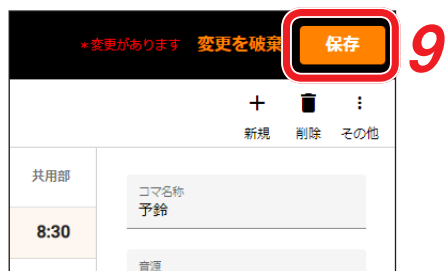 *変更があります 変更を破棄 保存 9
新規 削除 その他
共用部
コマ名称
予鈴
8:30
音源